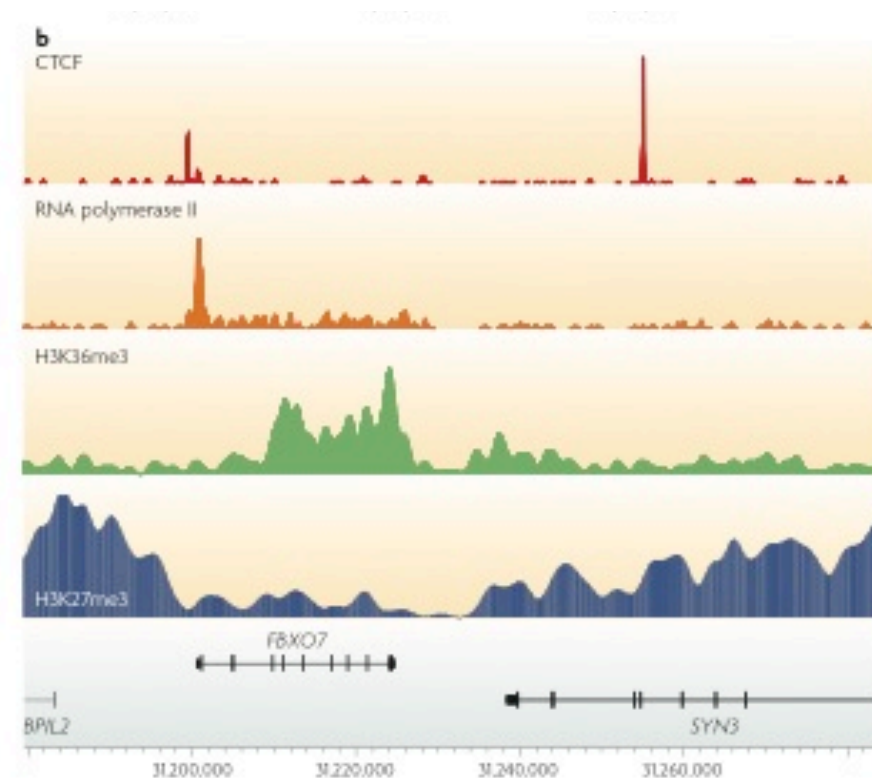 b
CTCF
RNA polymerase II
H3K36me3
H3K27me3
FBXO7
BPIL2
SYN3
31,200,000 31,220,000 31,240,000 31,260,000